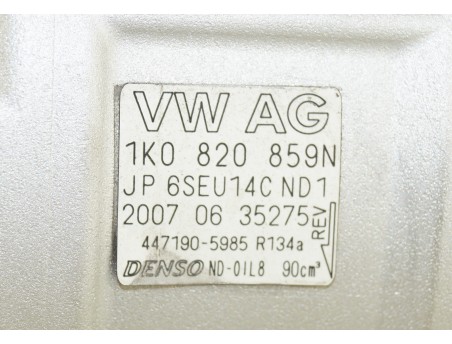 VW AG
1K0 820 859N
JP 6SEU14C ND1
2007 06 35275
REV
447190-5985 R134a
DENSO ND-OIL8 90cm³